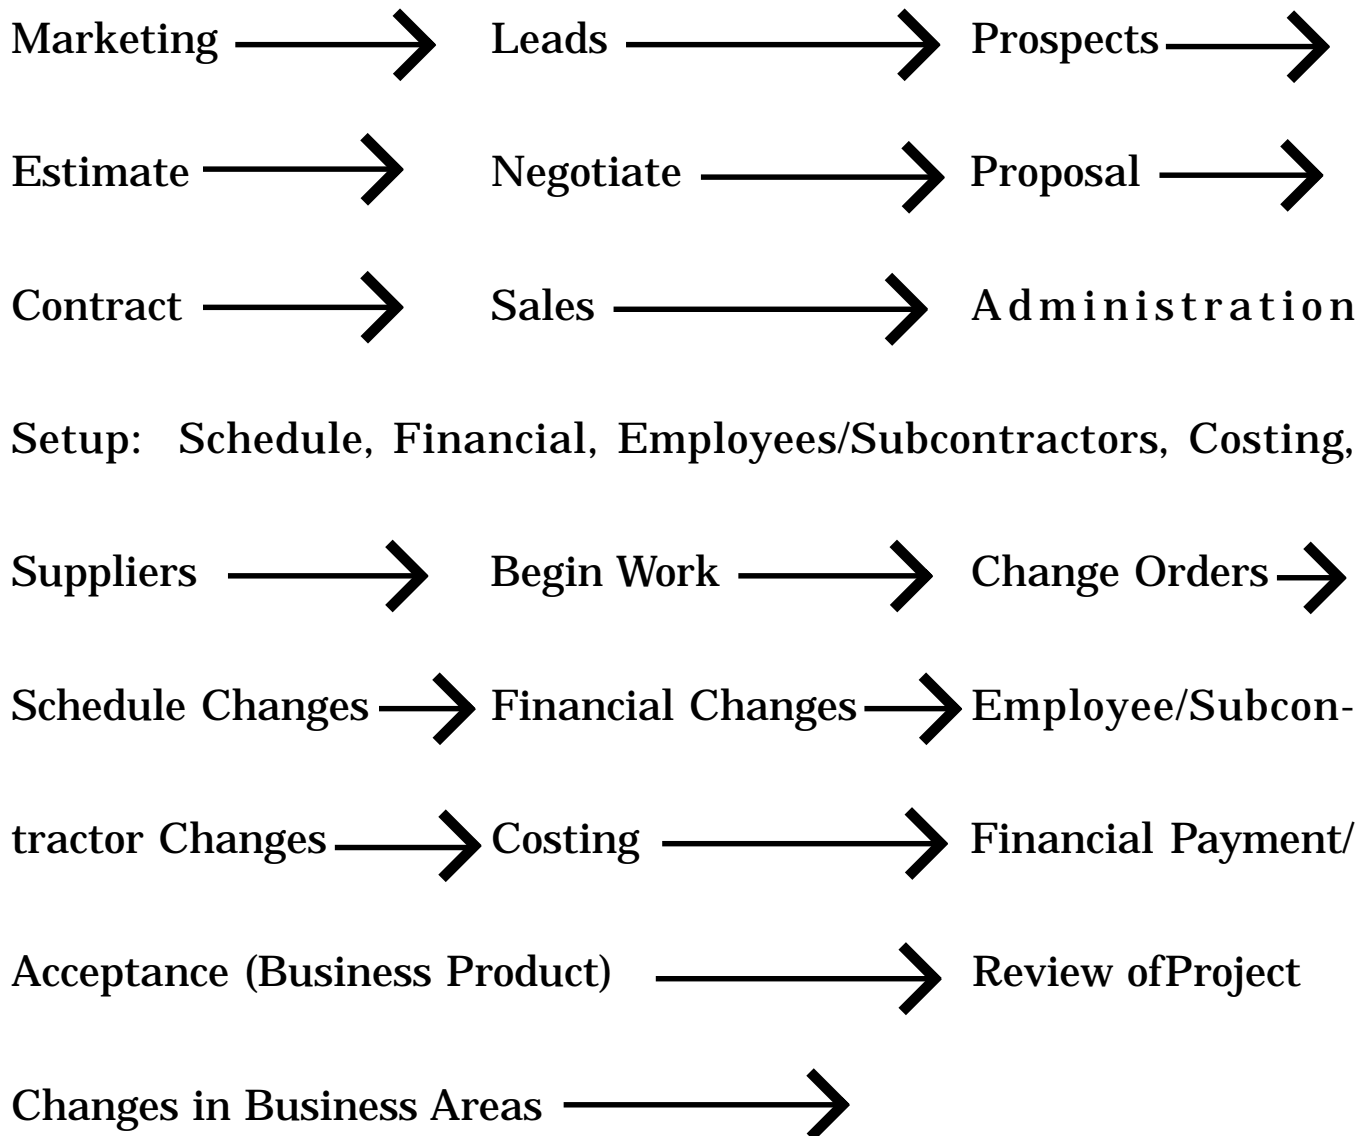 Marketing → Leads → Prospects →
Estimate → Negotiate → Proposal →
Contract → Sales → Administration
Setup: Schedule, Financial, Employees/Subcontractors, Costing,
Suppliers → Begin Work → Change Orders →
Schedule Changes → Financial Changes → Employee/Subcon-
tractor Changes → Costing → Financial Payment/
Acceptance (Business Product) → Review ofProject
Changes in Business Areas →